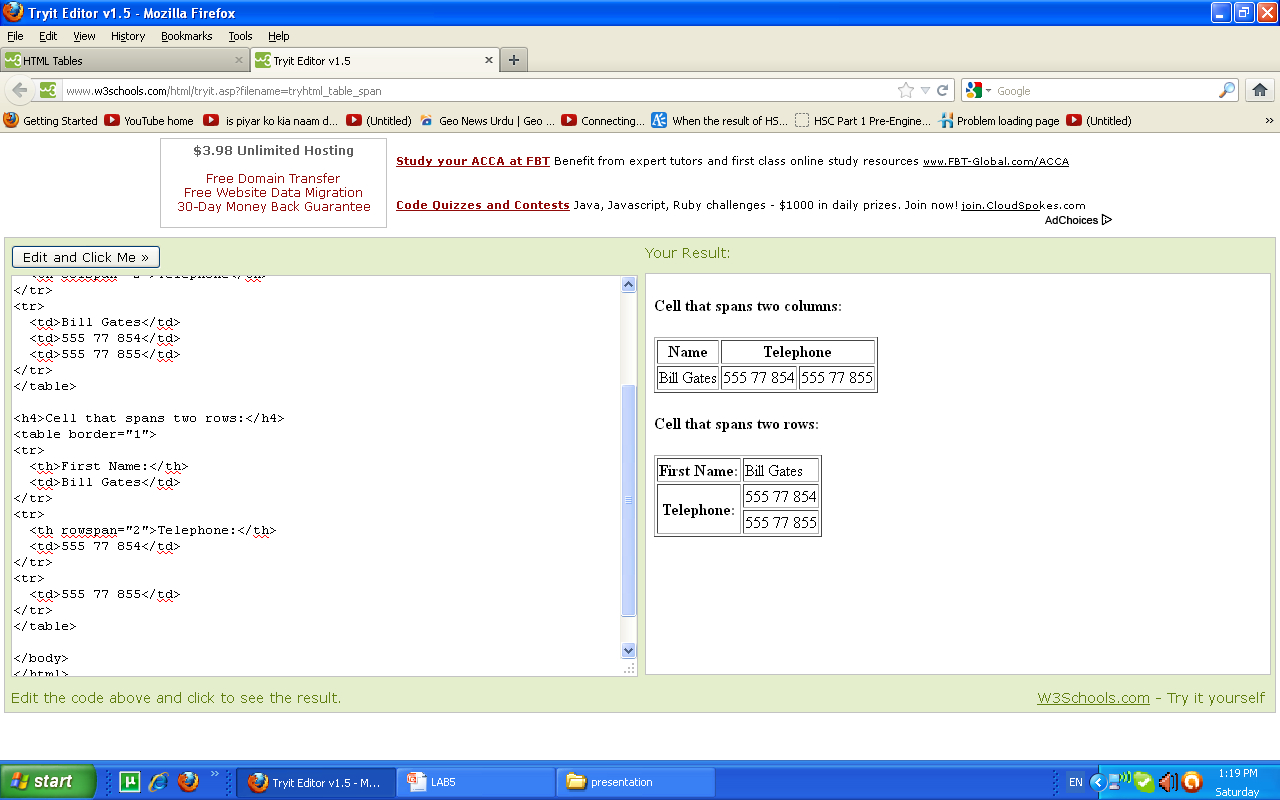 Tryit Editor v1.5 - Mozilla Firefox
File Edit View History Bookmarks Tools Help
HTML Tables
Tryit Editor v1.5
www.w3schools.com/html/tryit.asp?filename=tryhtml_table_span
Google
Getting Started YouTube home is piyar ko kia naam d... (Untitled) Geo News Urdu | Geo ... Connecting... When the result of HS... HSC Part 1 Pre-Engine... Problem loading page (Untitled) »
$3.98 Unlimited Hosting
Free Domain Transfer
Free Website Data Migration
30-Day Money Back Guarantee
Study your ACCA at FBT Benefit from expert tutors and first class online study resources www.FBT-Global.com/ACCA
Code Quizzes and Contests Java, Javascript, Ruby challenges - $1000 in daily prizes. Join now! join.CloudSpokes.com
AdChoices
Edit and Click Me »
</tr>
<tr>
<td>Bill Gates</td>
<td>555 77 854</td>
<td>555 77 855</td>
</tr>
</table>
<h4>Cell that spans two rows:</h4>
<table border="1">
<tr>
<th>First Name:</th>
<td>Bill Gates</td>
</tr>
<tr>
<th rowspan="2">Telephone:</th>
<td>555 77 854</td>
</tr>
<tr>
<td>555 77 855</td>
</tr>
</table>
</body>
</html>
Your Result:
Cell that spans two columns:
Name Telephone
Bill Gates 555 77 854 555 77 855
Cell that spans two rows:
First Name: Bill Gates
Telephone: 555 77 854
555 77 855
Edit the code above and click to see the result.
W3Schools.com - Try it yourself
start
»
Tryit Editor v1.5 - M...
LAB5
presentation
EN
1:19 PM
Saturday